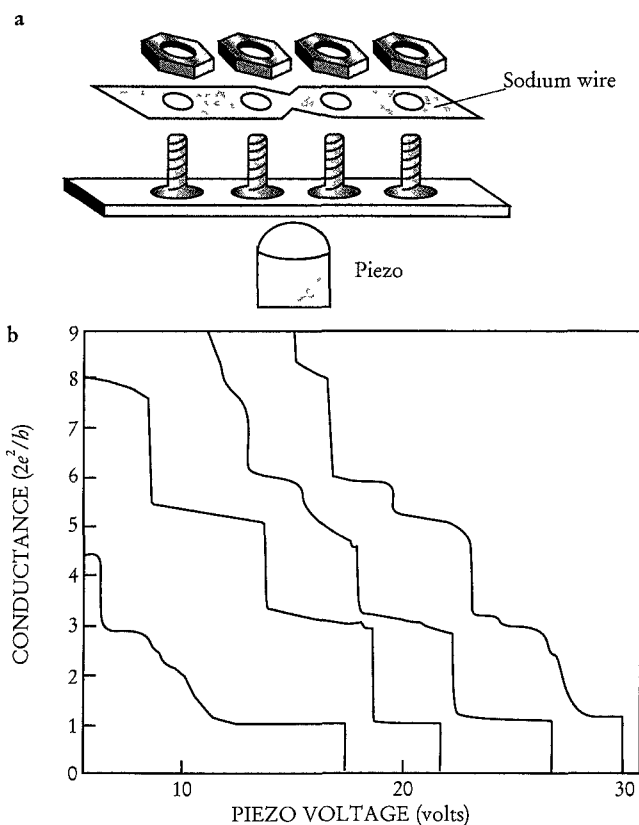 a
Sodium wire
Piezo
b
CONDUCTANCE (2e²/h)
9
8
7
6
5
4
3
2
1
0
10
20
30
PIEZO VOLTAGE (volts)